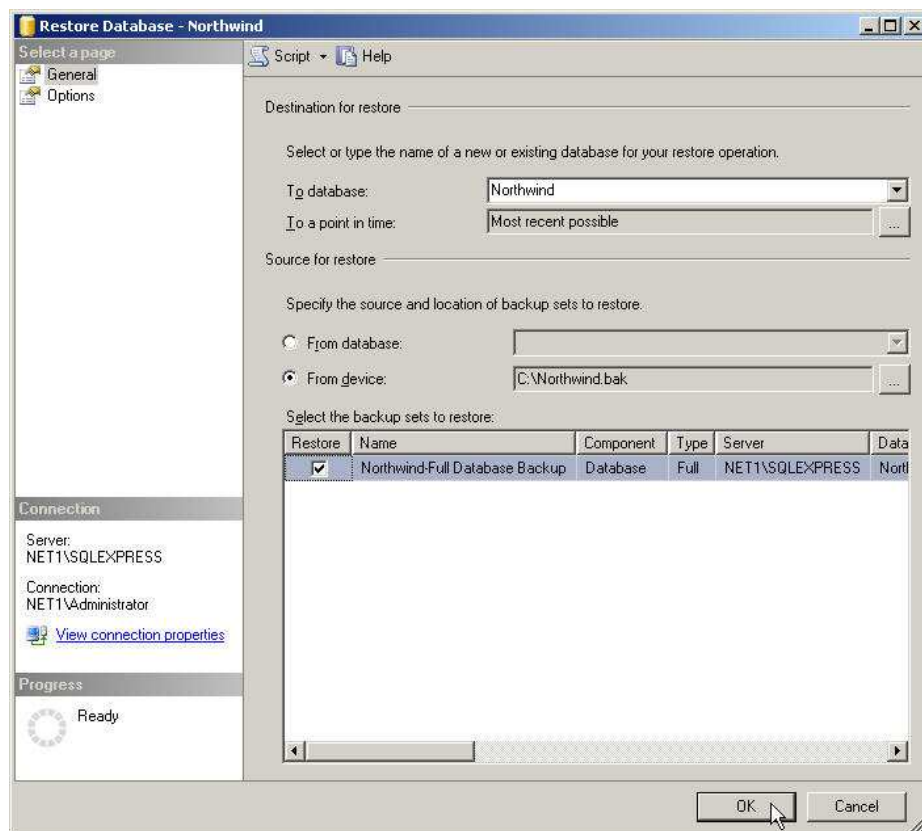 Restore Database - Northwind
Select a page
General
Options
Script Help
Destination for restore
Select or type the name of a new or existing database for your restore operation.
To database: Northwind
To a point in time: Most recent possible ...
Source for restore
Specify the source and location of backup sets to restore.
From database:
From device: C:\Northwind.bak ...
Select the backup sets to restore:
Restore Name Component Type Server Data
Northwind-Full Database Backup Database Full NET1\SQLEXPRESS North
Connection
Server:
NET1\SQLEXPRESS
Connection:
NET1\Administrator
View connection properties
Progress
Ready
OK Cancel